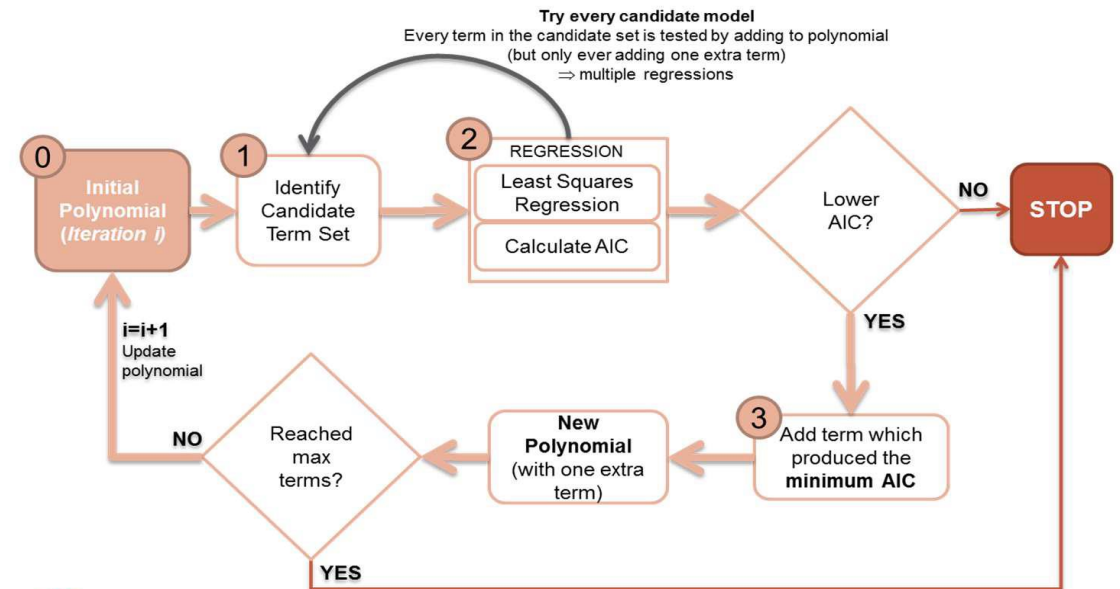 Try every candidate model
Every term in the candidate set is tested by adding to polynomial
(but only ever adding one extra term)
⇒ multiple regressions
0
Initial
Polynomial
(Iteration i)
1
Identify
Candidate
Term Set
2
REGRESSION
Least Squares
Regression
Calculate AIC
Lower
AIC?
NO
STOP
YES
3
Add term which
produced the
minimum AIC
New
Polynomial
(with one extra
term)
Reached
max
terms?
NO
i=i+1
Update
polynomial
YES